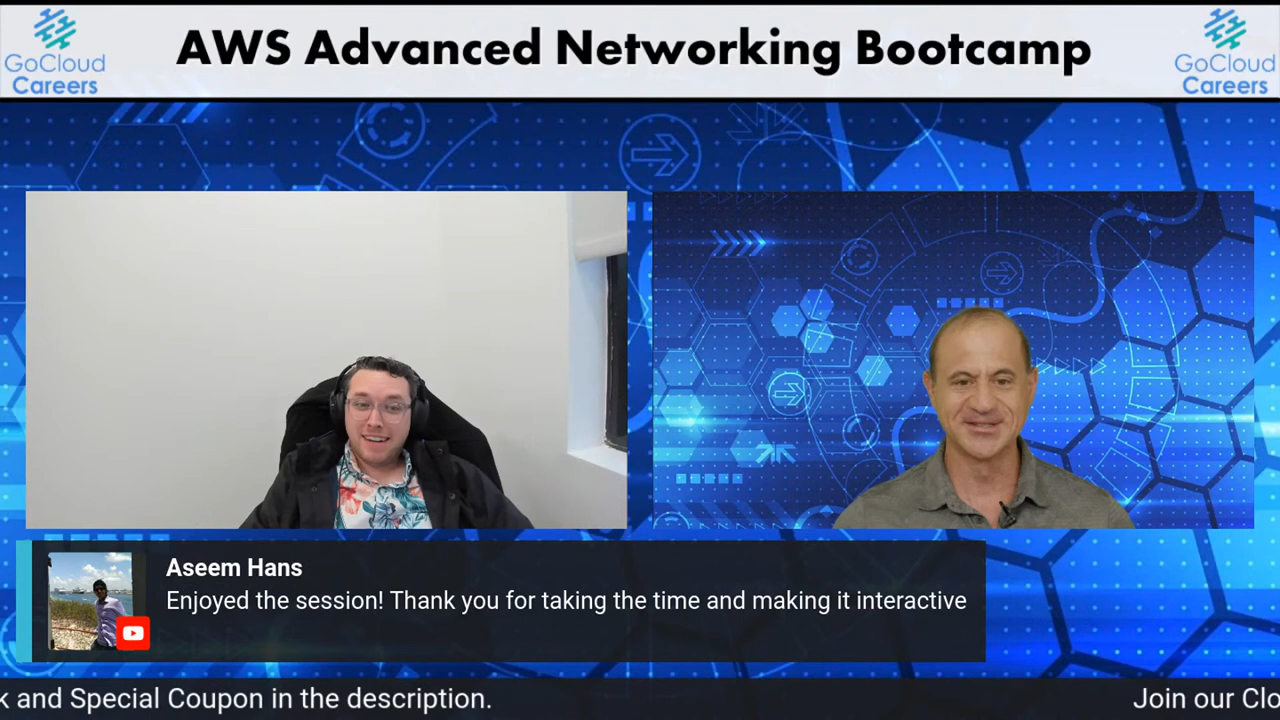 GoCloud
Careers
AWS Advanced Networking Bootcamp
GoCloud
Careers
Aseem Hans
Enjoyed the session! Thank you for taking the time and making it interactive
k and Special Coupon in the description.
Join our Clo